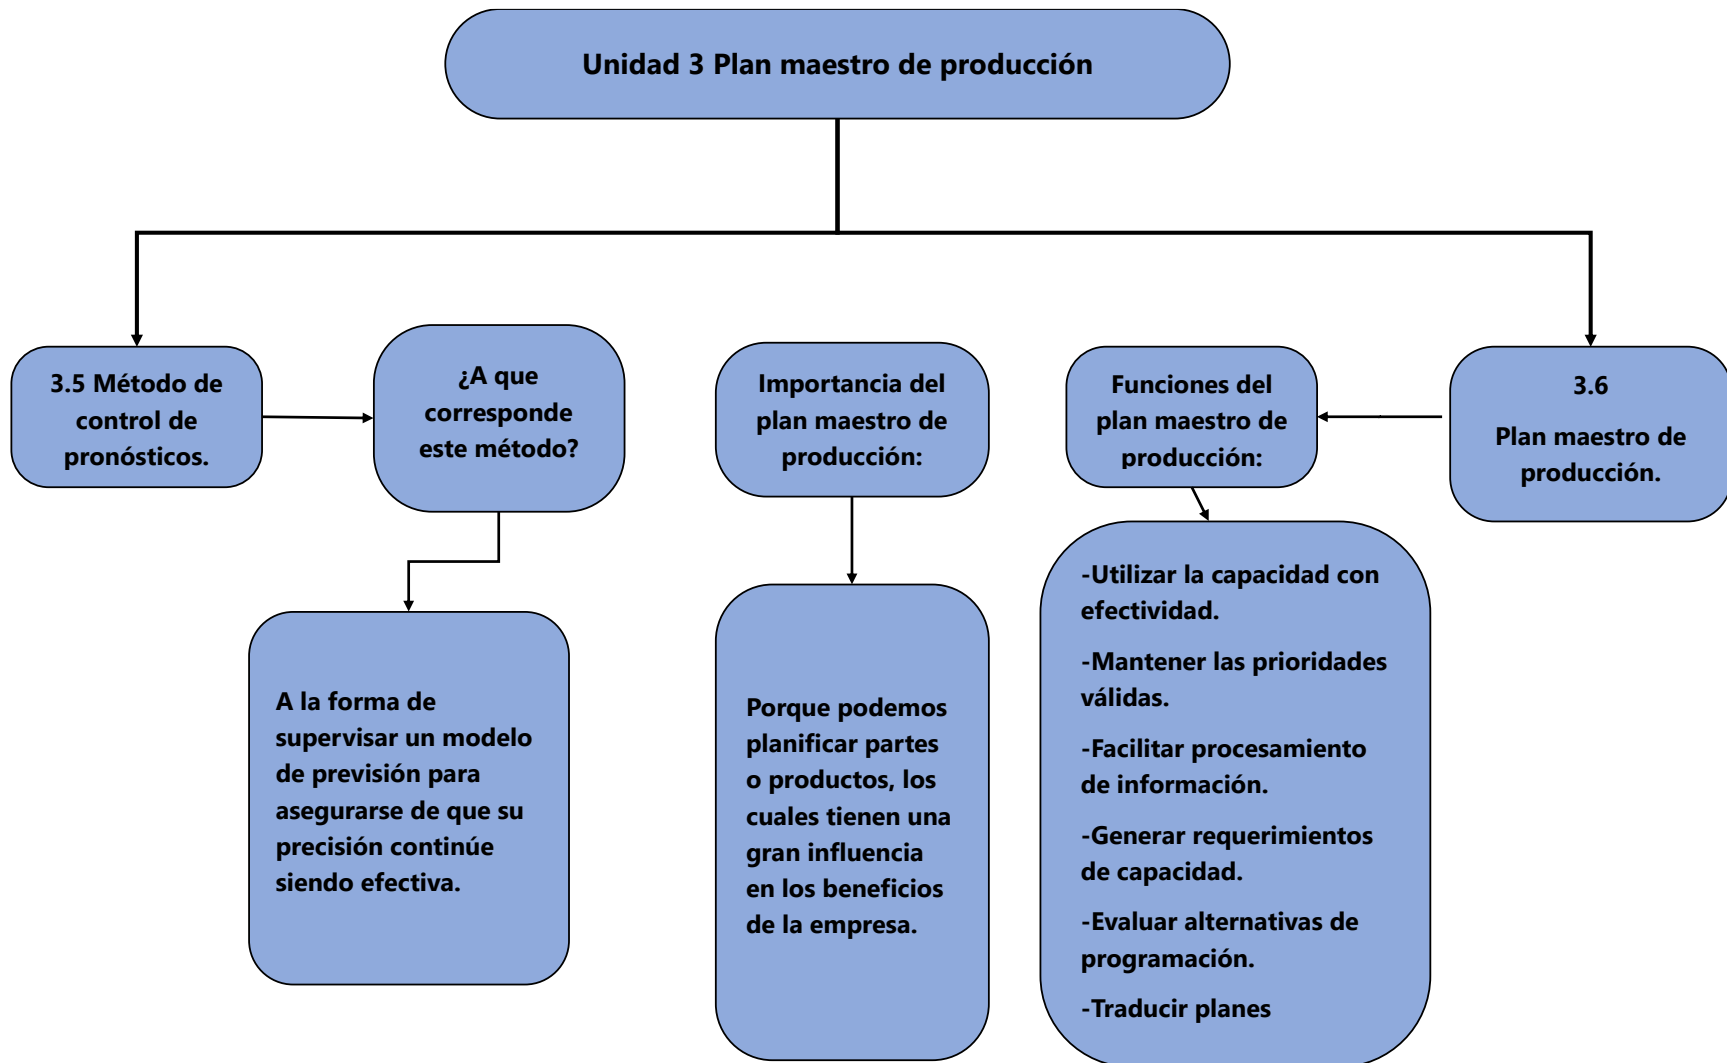 Unidad 3 Plan maestro de producción
3.5 Método de
control de
pronósticos.
¿A que
corresponde
este método?
A la forma de
supervisar un modelo
de previsión para
asegurarse de que su
precisión continúe
siendo efectiva.
Importancia del
plan maestro de
producción:
Porque podemos
planificar partes
o productos, los
cuales tienen una
gran influencia
en los beneficios
de la empresa.
Funciones del
plan maestro de
producción:
-Utilizar la capacidad con
efectividad.
-Mantener las prioridades
válidas.
-Facilitar procesamiento
de información.
-Generar requerimientos
de capacidad.
-Evaluar alternativas de
programación.
-Traducir planes
3.6
Plan maestro de
producción.